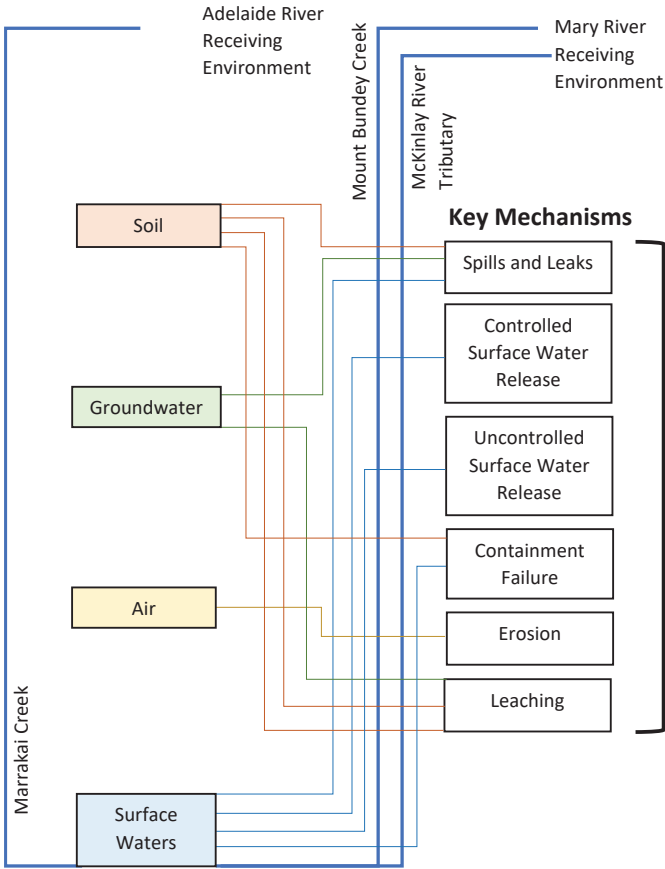 Adelaide River
Receiving
Environment
Mount Bundey Creek
McKinlay River
Tributary
Mary River
Receiving
Environment
Key Mechanisms
Soil
Spills and Leaks
Controlled
Surface Water
Release
Groundwater
Uncontrolled
Surface Water
Release
Containment
Failure
Air
Erosion
Leaching
Marrakai Creek
Surface
Waters